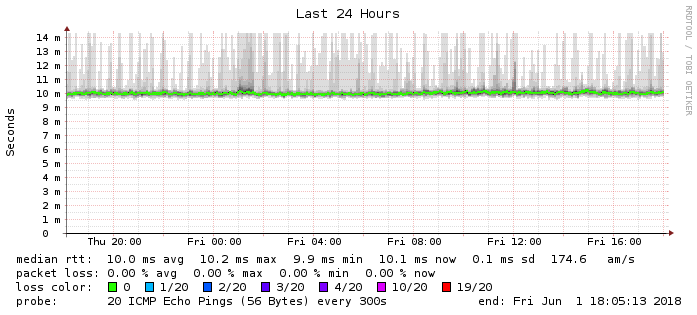 Last 24 Hours
RRDTOOL / TOBI OETIKER
Seconds
14 m
13 m
12 m
11 m
10 m
9 m
8 m
7 m
6 m
5 m
4 m
3 m
2 m
1 m
0
Thu 20:00 Fri 00:00 Fri 04:00 Fri 08:00 Fri 12:00 Fri 16:00
median rtt: 10.0 ms avg 10.2 ms max 9.9 ms min 10.1 ms now 0.1 ms sd 174.6 am/s
packet loss: 0.00 % avg 0.00 % max 0.00 % min 0.00 % now
loss color: 0 1/20 2/20 3/20 4/20 10/20 19/20
probe: 20 ICMP Echo Pings (56 Bytes) every 300s end: Fri Jun 1 18:05:13 2018